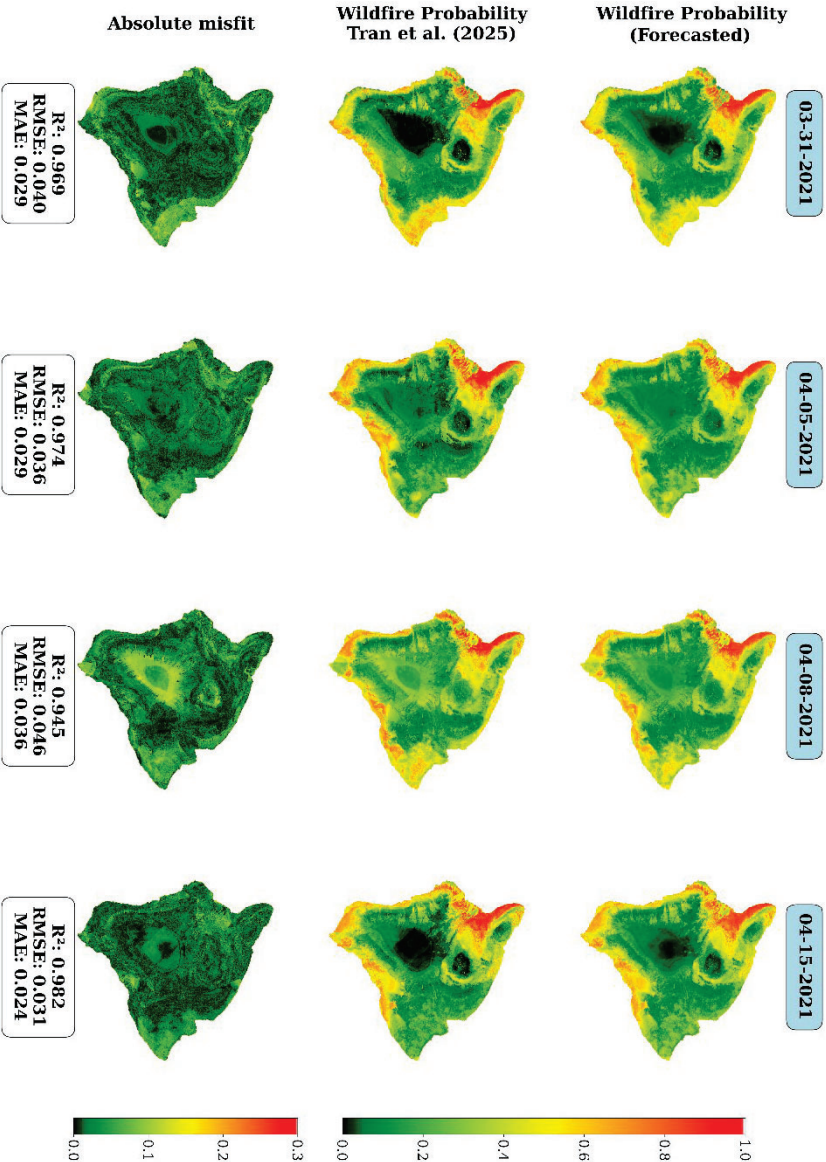 03-31-2021
04-05-2021
04-08-2021
04-15-2021
Wildfire Probability
(Forecasted)
Wildfire Probability
Tran et al. (2025)
Absolute misfit
R²: 0.969
RMSE: 0.040
MAE: 0.029
R²: 0.974
RMSE: 0.036
MAE: 0.029
R²: 0.945
RMSE: 0.046
MAE: 0.036
R²: 0.982
RMSE: 0.031
MAE: 0.024
1.0
0.8
0.6
0.4
0.2
0.0
0.3
0.2
0.1
0.0